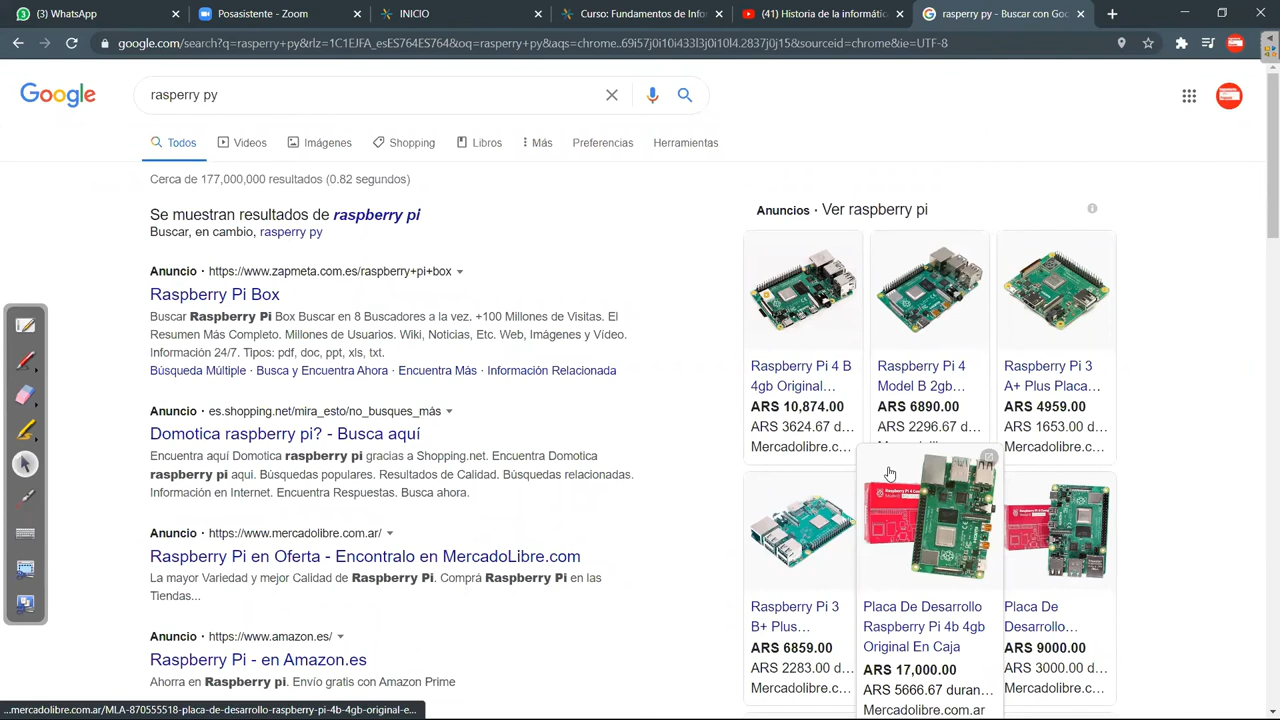 (3) WhatsApp
Posasistente - Zoom
INICIO
Curso: Fundamentos de Infor
(41) Historia de la informátic
rasperry py - Buscar con Goo
google.com/search?q=rasperry+py&rlz=1C1EJFA_esES764ES764&oq=rasperry+py&aqs=chrome..69i57j0i10i433l3j0i10l4.2837j0j15&sourceid=chrome&ie=UTF-8
Google
rasperry py
Todos
Videos
Imágenes
Shopping
Libros
Más
Preferencias
Herramientas
Cerca de 177,000,000 resultados (0.82 segundos)
Se muestran resultados de raspberry pi
Buscar, en cambio, rasperry py
Anuncio · https://www.zapmeta.com.es/raspberry+pi+box
Raspberry Pi Box
Buscar Raspberry Pi Box Buscar en 8 Buscadores a la vez. +100 Millones de Visitas. El
Resumen Más Completo. Millones de Usuarios. Wiki, Noticias, Etc. Web, Imágenes y Vídeo.
Información 24/7. Tipos: pdf, doc, ppt, xls, txt.
Búsqueda Múltiple · Busca y Encuentra Ahora · Encuentra Más · Información Relacionada
Anuncio · es.shopping.net/mira_esto/no_busques_más
Domotica raspberry pi? - Busca aquí
Encuentra aquí Domotica raspberry pi gracias a Shopping.net. Encuentra Domotica
raspberry pi aqui. Búsquedas populares. Resultados de Calidad. Búsquedas relacionadas.
Información en Internet. Encuentra Respuestas. Busca ahora.
Anuncio · https://www.mercadolibre.com.ar/
Raspberry Pi en Oferta - Encontralo en MercadoLibre.com
La mayor Variedad y mejor Calidad de Raspberry Pi. Comprá Raspberry Pi en las
Tiendas...
Anuncio · https://www.amazon.es/
Raspberry Pi - en Amazon.es
Ahorra en Raspberry pi. Envío gratis con Amazon Prime
...mercadolibre.com.ar/MLA-870555518-placa-de-desarrollo-raspberry-pi-4b-4gb-original-e...
Anuncios · Ver raspberry pi
Raspberry Pi 4 B
4gb Original...
ARS 10,874.00
ARS 3624.67 d...
Mercadolibre.c...
Raspberry Pi 4
Model B 2gb...
ARS 6890.00
ARS 2296.67 d...
Raspberry Pi 3
A+ Plus Placa...
ARS 4959.00
ARS 1653.00 d...
Mercadolibre.c...
Raspberry Pi 3
B+ Plus...
ARS 6859.00
ARS 2283.00 d
Mercadolibre.c...
Placa De Desarrollo
Raspberry Pi 4b 4gb
Original En Caja
ARS 17,000.00
ARS 5666.67 duran...
Mercadolibre.com.ar
Placa De
Desarrollo...
ARS 9000.00
ARS 3000.00 d...
Mercadolibre.c...